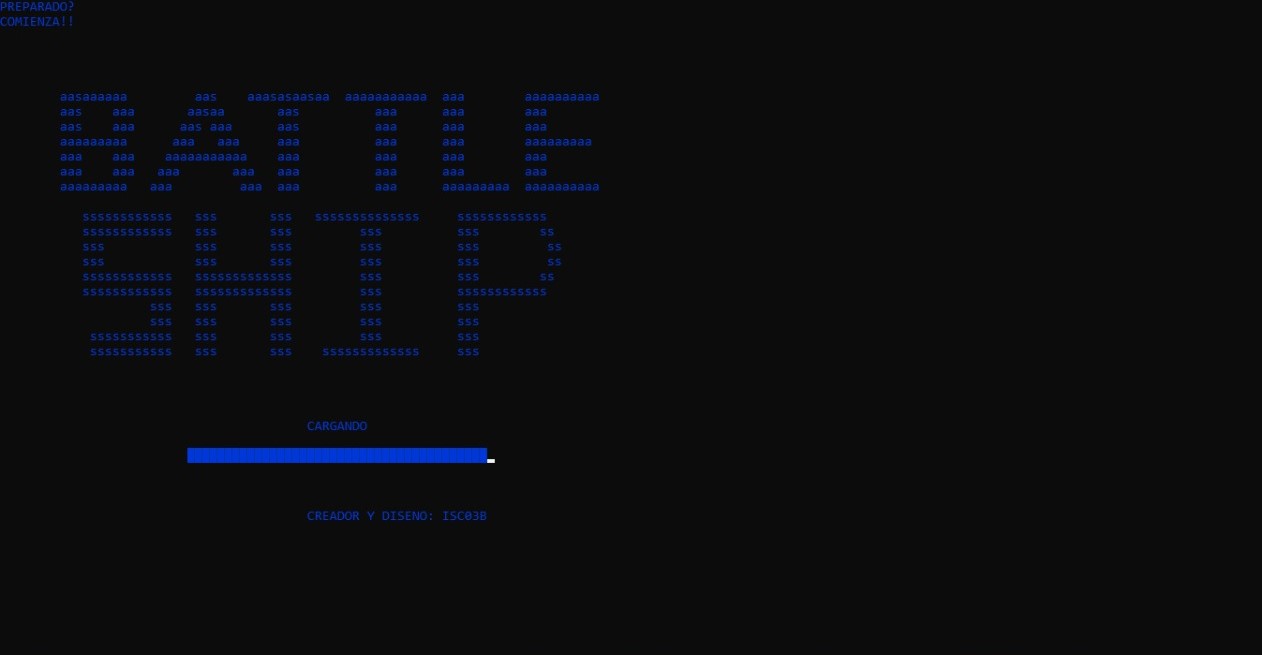 PREPARADO?
COMIENZA!!
aasaaaaaa         aas    aaasasaasaa  aaaaaaaaaaa  aaa        aaaaaaaaaa
aas    aaa       aasaa       aas          aaa      aaa        aaa
aas    aaa      aas aaa      aas          aaa      aaa        aaa
aaaaaaaaa      aaa   aaa     aaa          aaa      aaa        aaaaaaaaa
aaa    aaa    aaaaaaaaaaa    aaa          aaa      aaa        aaa
aaa    aaa   aaa       aaa   aaa          aaa      aaa        aaa
aaaaaaaaa   aaa         aaa  aaa          aaa      aaaaaaaaa  aaaaaaaaaa
ssssssssssss   sss       sss   ssssssssssssss     ssssssssssss
ssssssssssss   sss       sss         sss          sss        ss
sss            sss       sss         sss          sss         ss
sss            sss       sss         sss          sss         ss
ssssssssssss   sssssssssssss         sss          sss        ss
ssssssssssss   sssssssssssss         sss          ssssssssssss
sss   sss       sss         sss          sss
sss   sss       sss         sss          sss
sssssssssss   sss       sss         sss          sss
sssssssssss   sss       sss    sssssssssssss     sss
CARGANDO
CREADOR Y DISENO: ISC03B